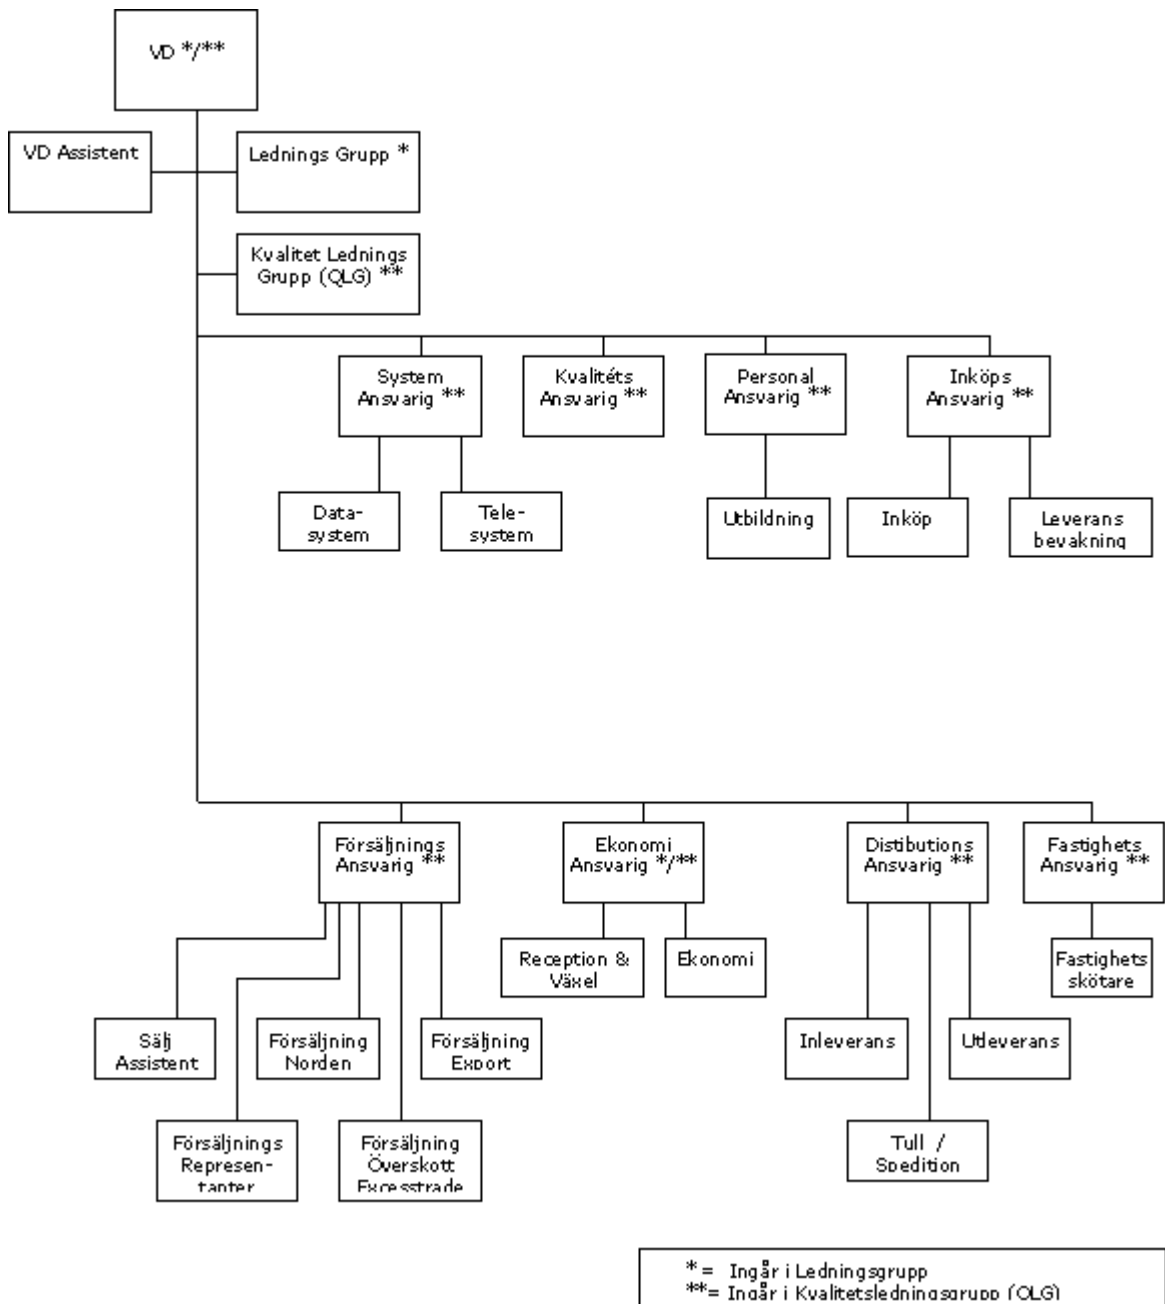 VD */**
VD Assistent
Lednings Grupp *
Kvalitet Lednings
Grupp (QLG) **
System
Ansvarig **
Kvalitéts
Ansvarig **
Personal
Ansvarig **
Inköps
Ansvarig **
Data-
system
Tele-
system
Utbildning
Inköp
Leverans
bevakning
Försäljnings
Ansvarig **
Ekonomi
Ansvarig */**
Distibutions
Ansvarig **
Fastighets
Ansvarig **
Reception &
Växel
Ekonomi
Fastighets
skötare
Sälj
Assistent
Försäljning
Norden
Försäljning
Export
Inleverans
Utleverans
Försäljnings
Represen-
tanter
Försäljning
Överskott
Excesstrade
Tull /
Spedition
* = Ingår i Ledningsgrupp
**= Ingår i Kvalitetsledningsgrupp (QLG)